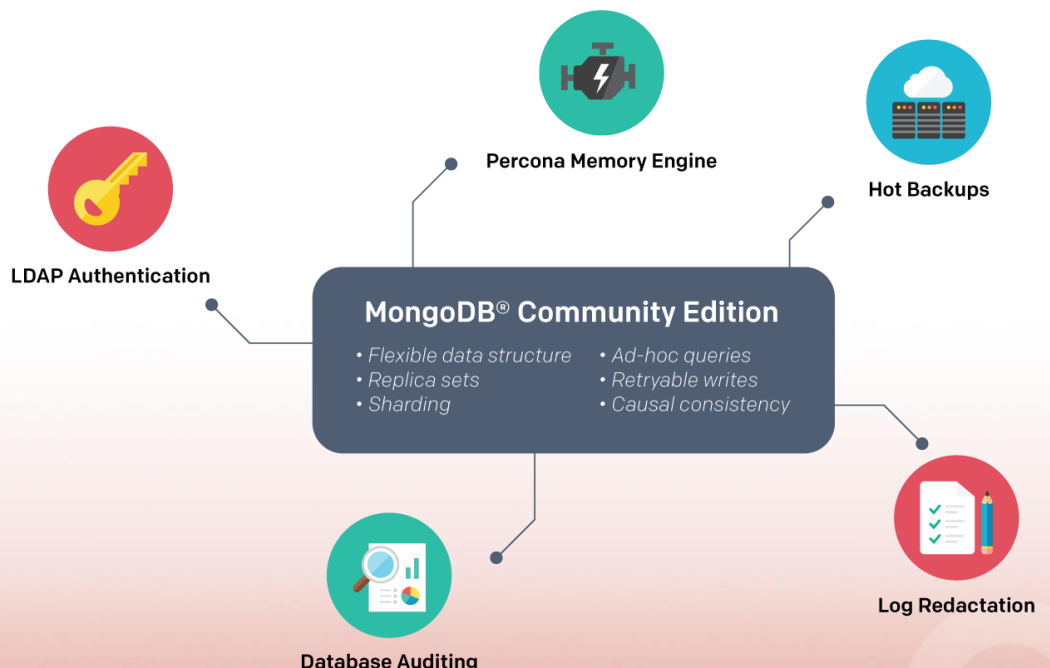 Percona Memory Engine
Hot Backups
LDAP Authentication
MongoDB® Community Edition
• Flexible data structure
• Replica sets
• Sharding
• Ad-hoc queries
• Retryable writes
• Causal consistency
Log Redactation
Database Auditing